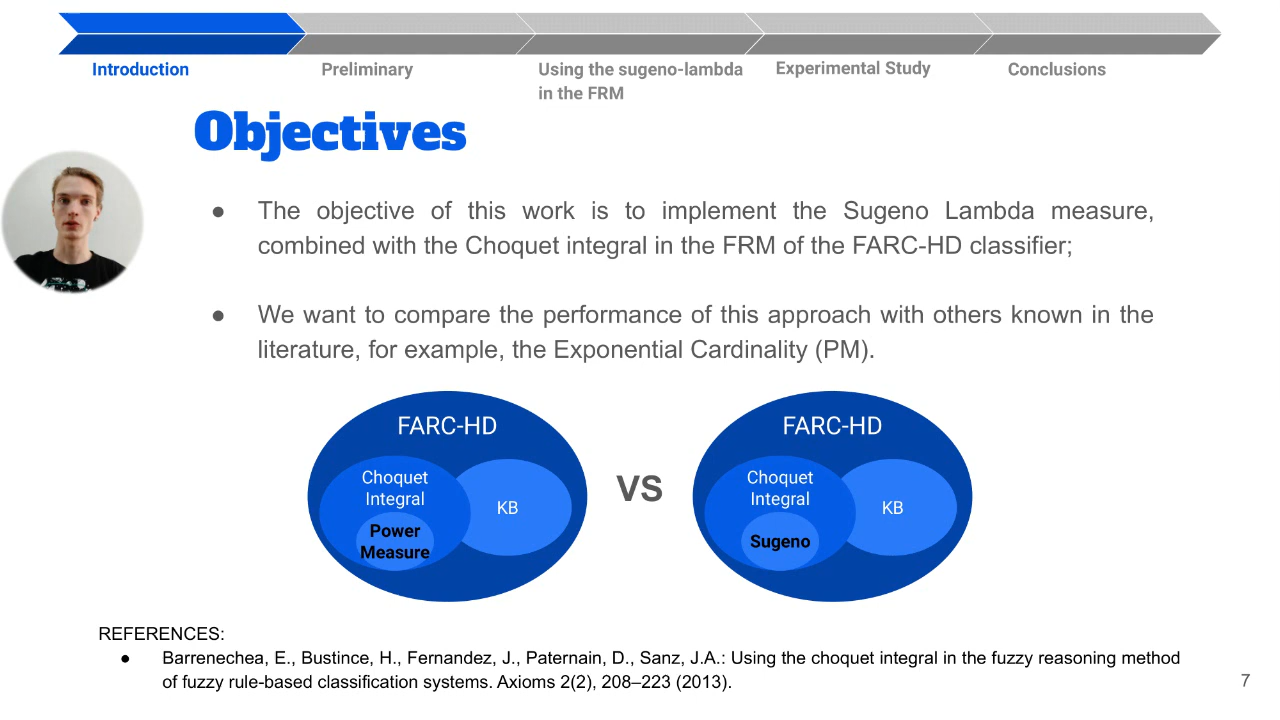 Introduction
Preliminary
Using the sugeno-lambda
in the FRM
Experimental Study
Conclusions
Objectives
● The objective of this work is to implement the Sugeno Lambda measure,
combined with the Choquet integral in the FRM of the FARC-HD classifier;
● We want to compare the performance of this approach with others known in the
literature, for example, the Exponential Cardinality (PM).
FARC-HD
Choquet
Integral
KB
Power
Measure
VS
FARC-HD
Choquet
Integral
KB
Sugeno
REFERENCES:
● Barrenechea, E., Bustince, H., Fernandez, J., Paternain, D., Sanz, J.A.: Using the choquet integral in the fuzzy reasoning method
of fuzzy rule-based classification systems. Axioms 2(2), 208–223 (2013).
7